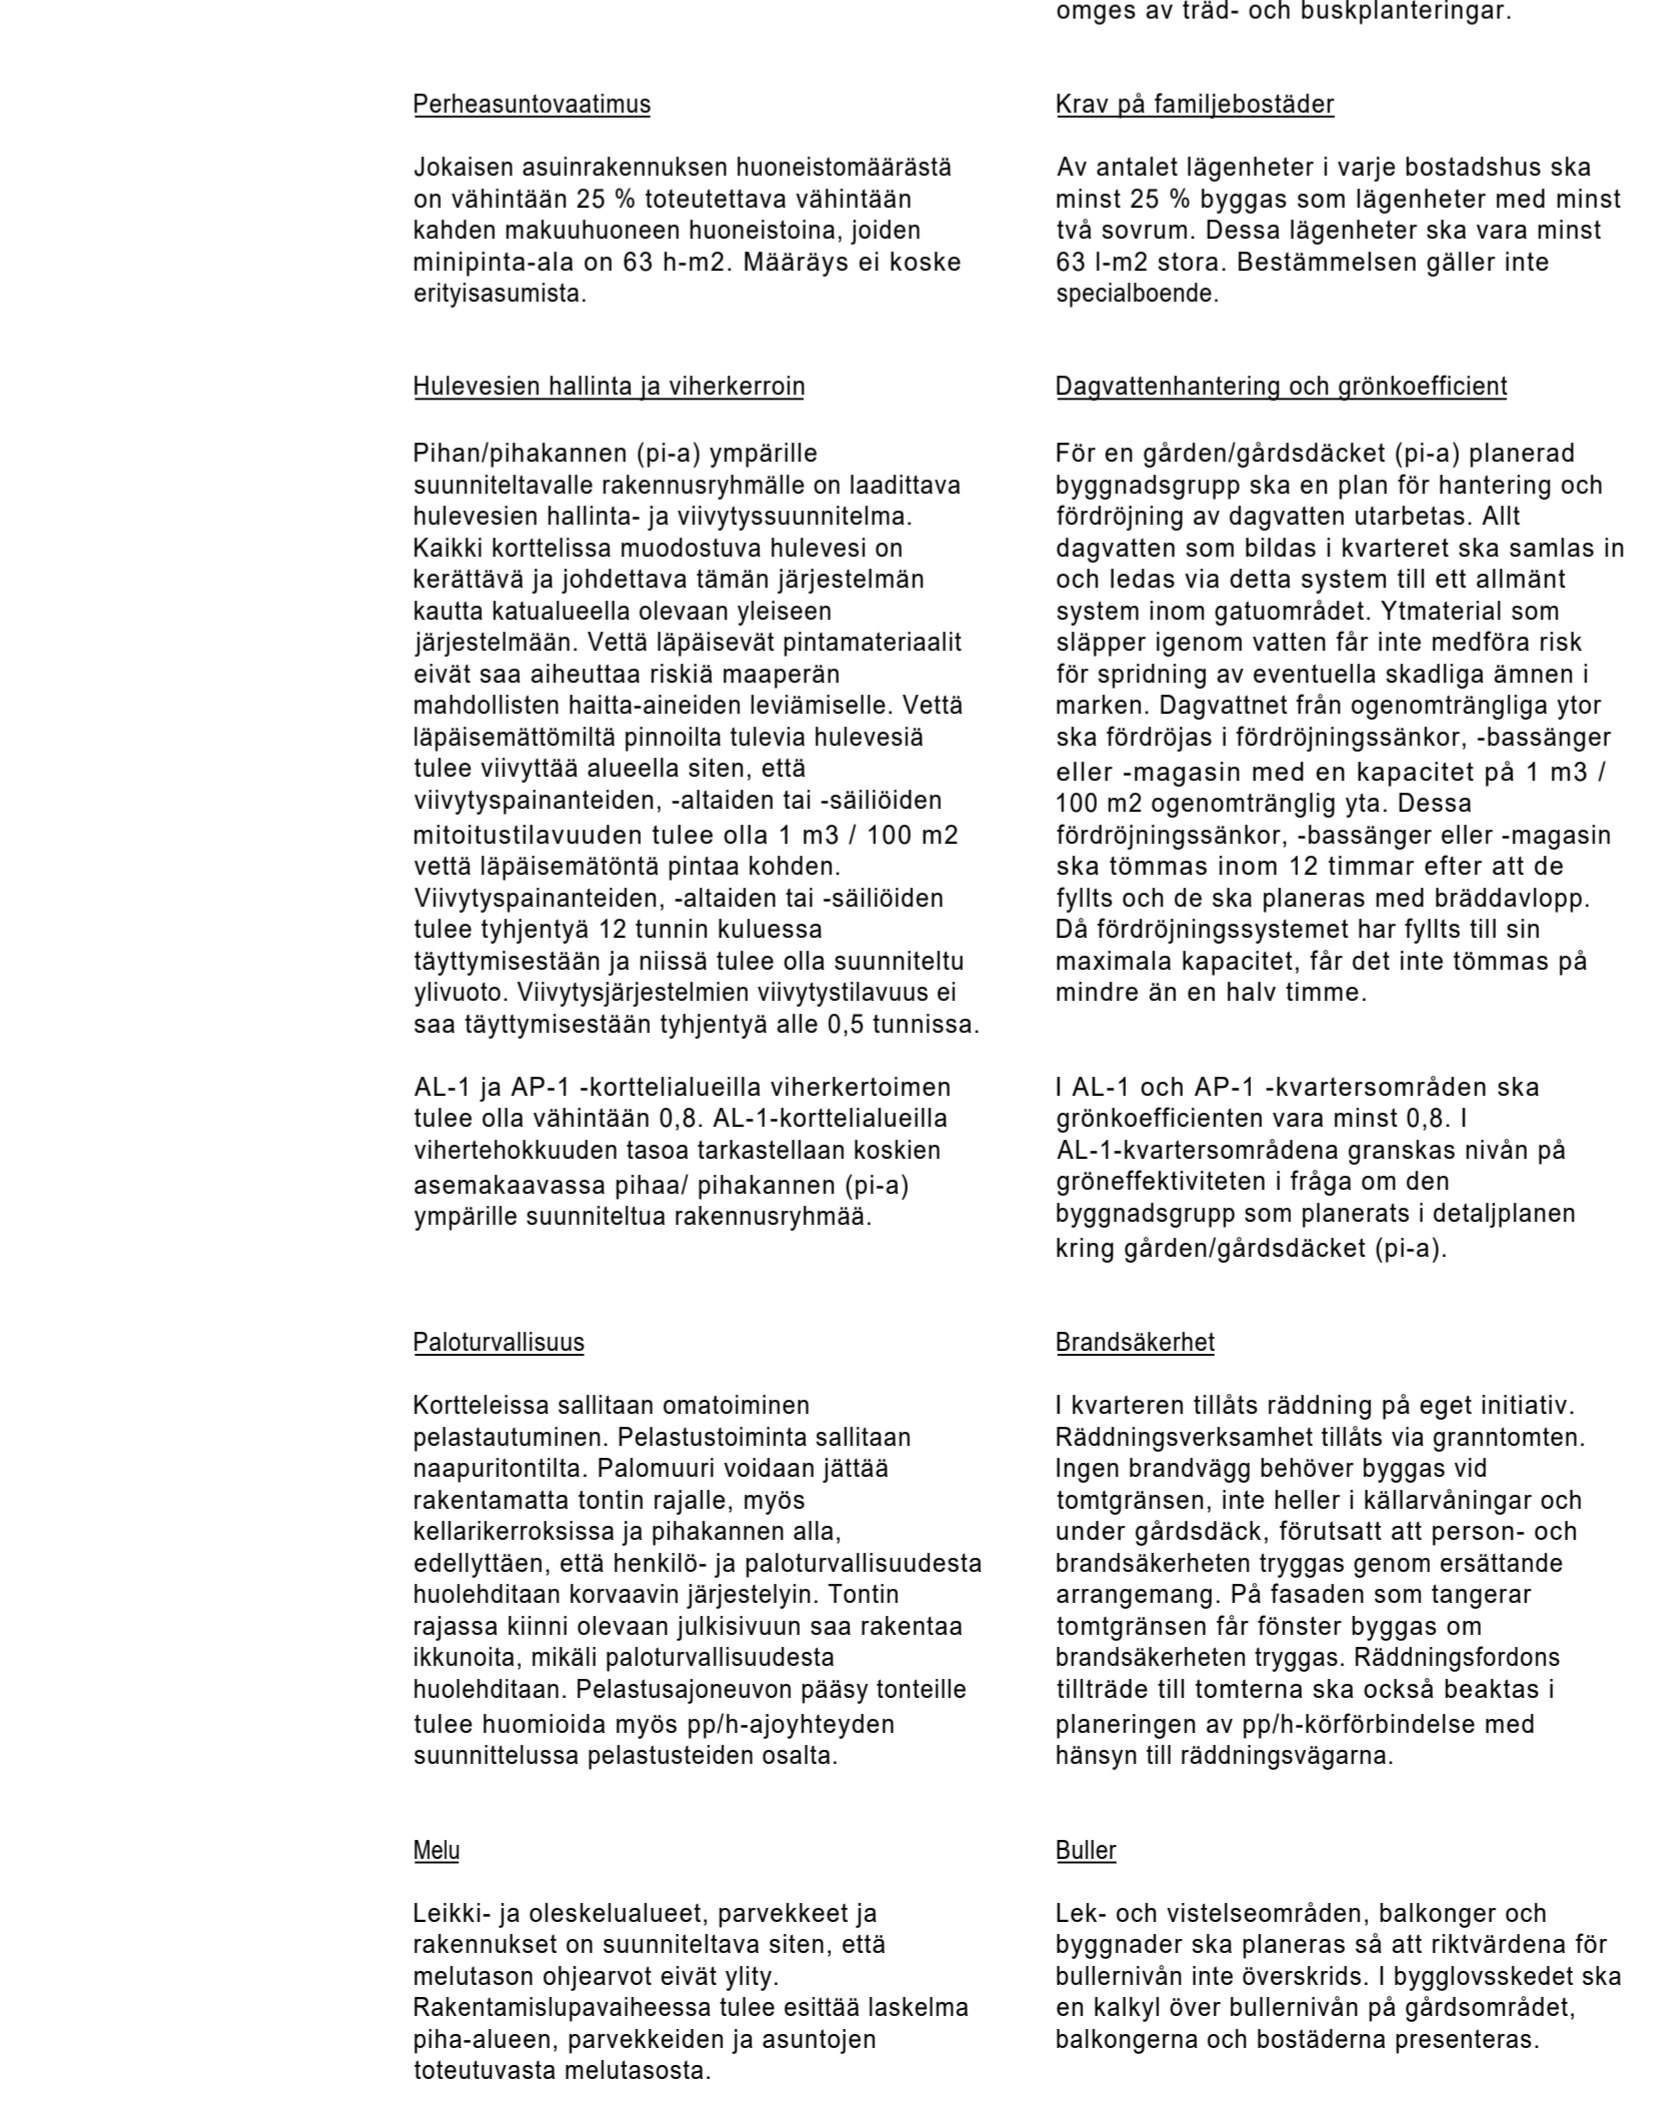 omges av träd- och buskplanteringar.
Perheasuntovaatimus
Jokaisen asuinrakennuksen huoneistomäärästä
on vähintään 25 % toteutettava vähintään
kahden makuuhuoneen huoneistoina, joiden
minipinta-ala on 63 h-m2. Määräys ei koske
erityisasumista.
Krav på familjebostäder
Av antalet lägenheter i varje bostadshus ska
minst 25 % byggas som lägenheter med minst
två sovrum. Dessa lägenheter ska vara minst
63 l-m2 stora. Bestämmelsen gäller inte
specialboende.
Hulevesien hallinta ja viherkerroin
Pihan/pihakannen (pi-a) ympärille
suunniteltavalle rakennusryhmälle on laadittava
hulevesien hallinta- ja viivytyssuunnitelma.
Kaikki korttelissa muodostuva hulevesi on
kerättävä ja johdettava tämän järjestelmän
kautta katualueella olevaan yleiseen
järjestelmään. Vettä läpäisevät pintamateriaalit
eivät saa aiheuttaa riskiä maaperän
mahdollisten haitta-aineiden leviämiselle. Vettä
läpäisemättömiltä pinnoilta tulevia hulevesiä
tulee viivyttää alueella siten, että
viivytyspainanteiden, -altaiden tai -säiliöiden
mitoitustilavuuden tulee olla 1 m3 / 100 m2
vettä läpäisemätöntä pintaa kohden.
Viivytyspainanteiden, -altaiden tai -säiliöiden
tulee tyhjentyä 12 tunnin kuluessa
täyttymisestään ja niissä tulee olla suunniteltu
ylivuoto. Viivytysjärjestelmien viivytystilavuus ei
saa täyttymisestään tyhjentyä alle 0,5 tunnissa.
AL-1 ja AP-1 -korttelialueilla viherkertoimen
tulee olla vähintään 0,8. AL-1-korttelialueilla
vihertehokkuuden tasoa tarkastellaan koskien
asemakaavassa pihaa/ pihakannen (pi-a)
ympärille suunniteltua rakennusryhmää.
Dagvattenhantering och grönkoefficient
För en gården/gårdsdäcket (pi-a) planerad
byggnadsgrupp ska en plan för hantering och
fördröjning av dagvatten utarbetas. Allt
dagvatten som bildas i kvarteret ska samlas in
och ledas via detta system till ett allmänt
system inom gatuområdet. Ytmaterial som
släpper igenom vatten får inte medföra risk
för spridning av eventuella skadliga ämnen i
marken. Dagvattnet från ogenomträngliga ytor
ska fördröjas i fördröjningssänkor, -bassänger
eller -magasin med en kapacitet på 1 m3 /
100 m2 ogenomtränglig yta. Dessa
fördröjningssänkor, -bassänger eller -magasin
ska tömmas inom 12 timmar efter att de
fyllts och de ska planeras med bräddavlopp.
Då fördröjningssystemet har fyllts till sin
maximala kapacitet, får det inte tömmas på
mindre än en halv timme.
I AL-1 och AP-1 -kvartersområden ska
grönkoefficienten vara minst 0,8. I
AL-1-kvartersområdena granskas nivån på
gröneffektiviteten i fråga om den
byggnadsgrupp som planerats i detaljplanen
kring gården/gårdsdäcket (pi-a).
Paloturvallisuus
Kortteleissa sallitaan omatoiminen
pelastautuminen. Pelastustoiminta sallitaan
naapuritontilta. Palomuuri voidaan jättää
rakentamatta tontin rajalle, myös
kellarikerroksissa ja pihakannen alla,
edellyttäen, että henkilö- ja paloturvallisuudesta
huolehditaan korvaavin järjestelyin. Tontin
rajassa kiinni olevaan julkisivuun saa rakentaa
ikkunoita, mikäli paloturvallisuudesta
huolehditaan. Pelastusajoneuvon pääsy tonteille
tulee huomioida myös pp/h-ajoyhteyden
suunnittelussa pelastusteiden osalta.
Brandsäkerhet
I kvarteren tillåts räddning på eget initiativ.
Räddningsverksamhet tillåts via granntomten.
Ingen brandvägg behöver byggas vid
tomtgränsen, inte heller i källarvåningar och
under gårdsdäck, förutsatt att person- och
brandsäkerheten tryggas genom ersättande
arrangemang. På fasaden som tangerar
tomtgränsen får fönster byggas om
brandsäkerheten tryggas. Räddningsfordons
tillträde till tomterna ska också beaktas i
planeringen av pp/h-körförbindelse med
hänsyn till räddningsvägarna.
Melu
Leikki- ja oleskelualueet, parvekkeet ja
rakennukset on suunniteltava siten, että
melutason ohjearvot eivät ylity.
Rakentamislupavaiheessa tulee esittää laskelma
piha-alueen, parvekkeiden ja asuntojen
toteutuvasta melutasosta.
Buller
Lek- och vistelseområden, balkonger och
byggnader ska planeras så att riktvärdena för
bullernivån inte överskrids. I bygglovsskedet ska
en kalkyl över bullernivån på gårdsområdet,
balkongerna och bostäderna presenteras.